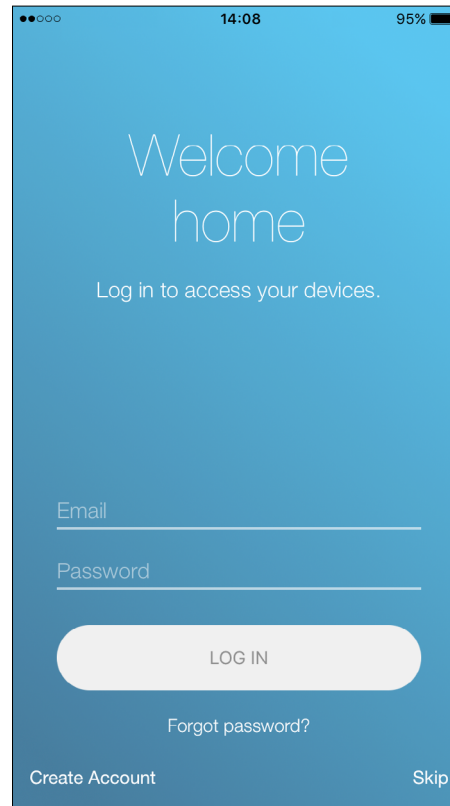 14:08 95%
Welcome
home
Log in to access your devices.
Email
Password
LOG IN
Forgot password?
Create Account Skip